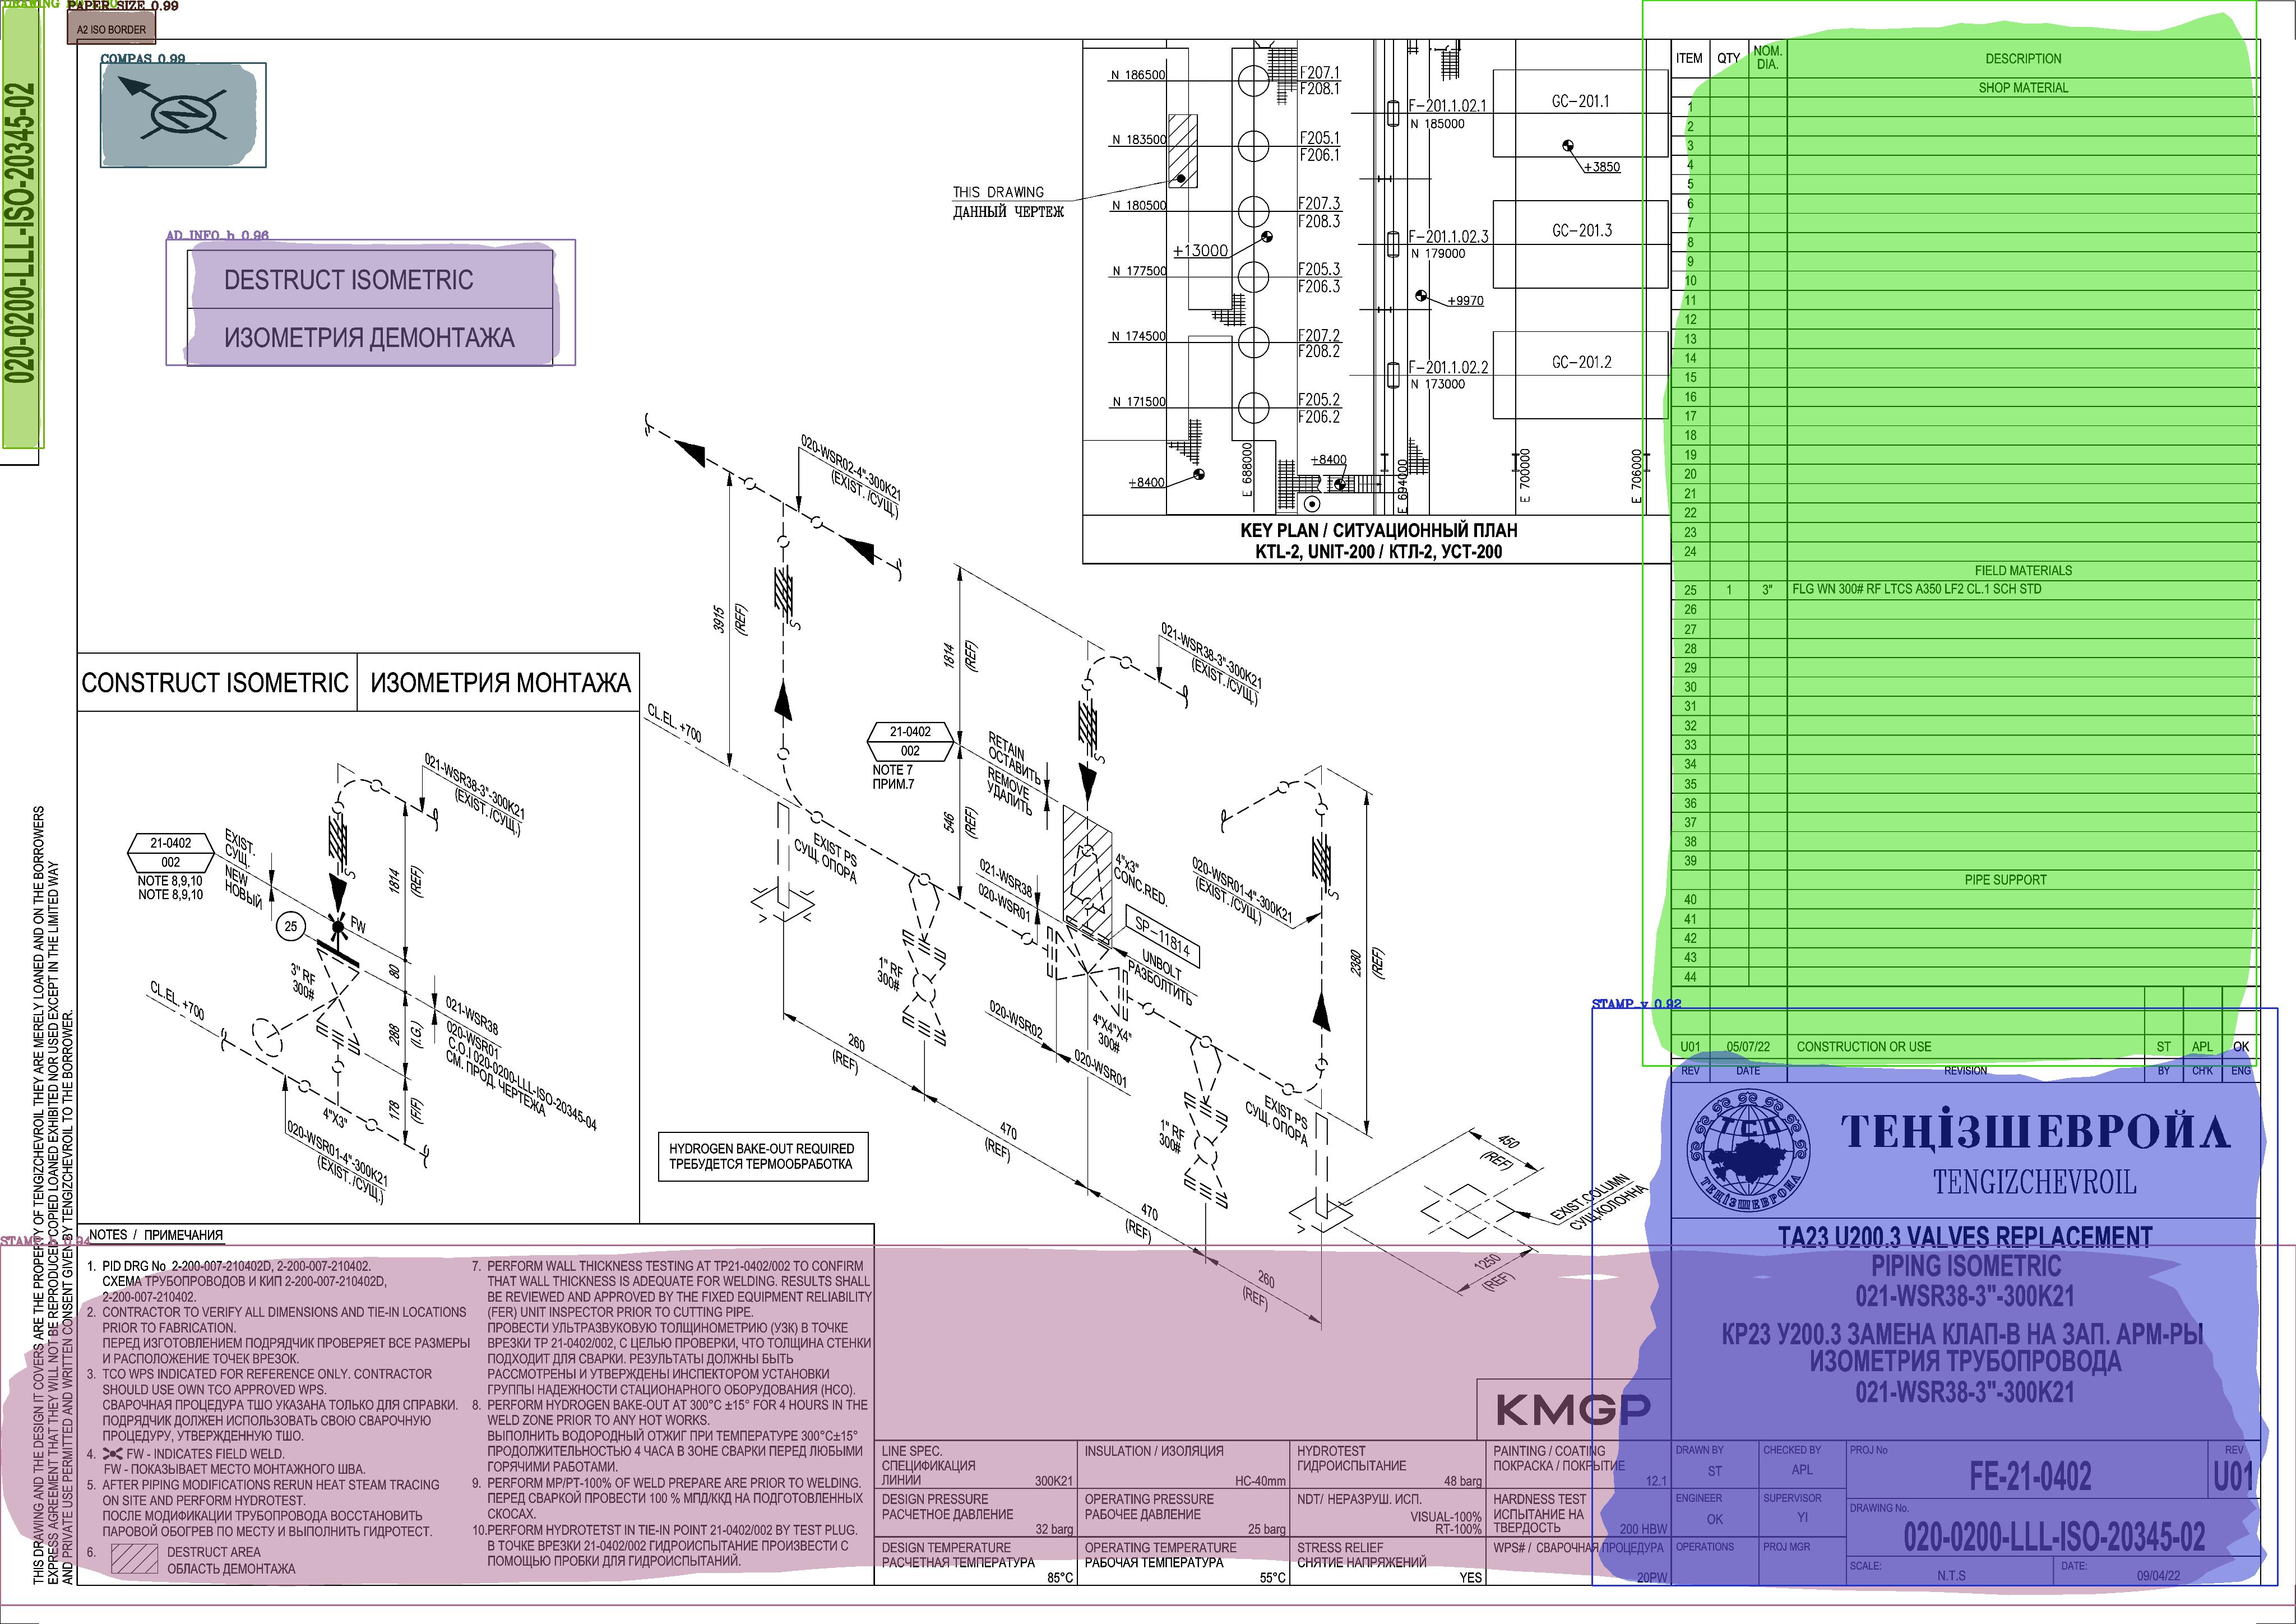 PAPER_SIZE 0.99
A2 ISO BORDER
020-0200-LLL-ISO-20345-02
COMPAS 0.99
N
AD_INFO_h 0.96
DESTRUCT ISOMETRIC
ИЗОМЕТРИЯ ДЕМОНТАЖА
N 186500
N 183500
N 180500
N 177500
N 174500
N 171500
F207.1
F208.1
F205.1
F206.1
F207.3
F208.3
F205.3
F206.3
F207.2
F208.2
F205.2
F206.2
F-201.1.02.1
N 185000
F-201.1.02.3
N 179000
F-201.1.02.2
N 173000
GC-201.1
GC-201.3
GC-201.2
+3850
+13000
+9970
+8400
+8400
E 688000
E 694000
E 700000
E 706000
THIS DRAWING
ДАННЫЙ ЧЕРТЕЖ
KEY PLAN / СИТУАЦИОННЫЙ ПЛАН
KTL-2, UNIT-200 / КТЛ-2, УСТ-200
ITEM QTY NOM. DIA. DESCRIPTION
SHOP MATERIAL
1
2
3
4
5
6
7
8
9
10
11
12
13
14
15
16
17
18
19
20
21
22
23
24
FIELD MATERIALS
25 1 3" FLG WN 300# RF LTCS A350 LF2 CL.1 SCH STD
26
27
28
29
30
31
32
33
34
35
36
37
38
39
PIPE SUPPORT
40
41
42
43
44
STAMP_v 0.92
U01 05/07/22 CONSTRUCTION OR USE ST APL OK
REV DATE REVISION BY CH'K ENG
020-WSR02-4"-300K21
(EXIST./СУЩ.)
3915
(REF)
S
1814
(REF)
021-WSR38-3"-300K21
(EXIST./СУЩ.)
S
CL.EL. +700
21-0402
002
NOTE 7
ПРИМ.7
RETAIN
ОСТАВИТЬ
REMOVE
УДАЛИТЬ
546
(REF)
EXIST PS
СУЩ. ОПОРА
021-WSR38
020-WSR01
4"x3"
CONC.RED.
SP-11814
UNBOLT
РАЗБОЛТИТЬ
020-WSR01-4"-300K21
(EXIST./СУЩ.)
S
2380
(REF)
1" RF
300#
020-WSR02
020-WSR01
4"X4"X4"
300#
1" RF
300#
EXIST PS
СУЩ. ОПОРА
260
(REF)
470
(REF)
470
(REF)
260
(REF)
450
(REF)
1250
(REF)
EXIST.COLUMN
СУЩ.КОЛОННА
HYDROGEN BAKE-OUT REQUIRED
ТРЕБУДЕТСЯ ТЕРМООБРАБОТКА
CONSTRUCT ISOMETRIC ИЗОМЕТРИЯ МОНТАЖА
021-WSR38-3"-300K21
(EXIST./СУЩ.)
21-0402
002
NOTE 8,9,10
NOTE 8,9,10
EXIST.
СУЩ.
NEW
НОВЫЙ
S
1814
(REF)
25
FW
3" RF
300#
80
288
(I.G)
178
(F/F)
CL.EL. +700
021-WSR38
020-WSR01
C.O.I 020-0200-LLL-ISO-20345-04
СМ. ПРОД. ЧЕРТЕЖА
4"X3"
020-WSR01-4"-300K21
(EXIST./СУЩ.)
THIS DRAWING AND THE DESIGN IT COVERS ARE THE PROPERTY OF TENGIZCHEVROIL THEY ARE MERELY LOANED AND ON THE BORROWERS
EXPRESS AGREEMENT THAT THEY WILL NOT BE REPRODUCED COPIED LOANED EXHIBITED NOR USED EXCEPT IN THE LIMITED WAY
AND PRIVATE USE PERMITTED AND WRITTEN CONSENT GIVEN BY TENGIZCHEVROIL TO THE BORROWER.
NOTES / ПРИМЕЧАНИЯ
1. PID DRG No 2-200-007-210402D, 2-200-007-210402.
СХЕМА ТРУБОПРОВОДОВ И КИП 2-200-007-210402D,
2-200-007-210402.
2. CONTRACTOR TO VERIFY ALL DIMENSIONS AND TIE-IN LOCATIONS
PRIOR TO FABRICATION.
ПЕРЕД ИЗГОТОВЛЕНИЕМ ПОДРЯДЧИК ПРОВЕРЯЕТ ВСЕ РАЗМЕРЫ
И РАСПОЛОЖЕНИЕ ТОЧЕК ВРЕЗОК.
3. TCO WPS INDICATED FOR REFERENCE ONLY. CONTRACTOR
SHOULD USE OWN TCO APPROVED WPS.
СВАРОЧНАЯ ПРОЦЕДУРА ТШО УКАЗАНА ТОЛЬКО ДЛЯ СПРАВКИ.
ПОДРЯДЧИК ДОЛЖЕН ИСПОЛЬЗОВАТЬ СВОЮ СВАРОЧНУЮ
ПРОЦЕДУРУ, УТВЕРЖДЕННУЮ ТШО.
4. FW - INDICATES FIELD WELD.
FW - ПОКАЗЫВАЕТ МЕСТО МОНТАЖНОГО ШВА.
5. AFTER PIPING MODIFICATIONS RERUN HEAT STEAM TRACING
ON SITE AND PERFORM HYDROTEST.
ПОСЛЕ МОДИФИКАЦИИ ТРУБОПРОВОДА ВОССТАНОВИТЬ
ПАРОВОЙ ОБОГРЕВ ПО МЕСТУ И ВЫПОЛНИТЬ ГИДРОТЕСТ.
6. DESTRUCT AREA
ОБЛАСТЬ ДЕМОНТАЖА
7. PERFORM WALL THICKNESS TESTING AT TP21-0402/002 TO CONFIRM
THAT WALL THICKNESS IS ADEQUATE FOR WELDING. RESULTS SHALL
BE REVIEWED AND APPROVED BY THE FIXED EQUIPMENT RELIABILITY
(FER) UNIT INSPECTOR PRIOR TO CUTTING PIPE.
ПРОВЕСТИ УЛЬТРАЗВУКОВУЮ ТОЛЩИНОМЕТРИЮ (УЗК) В ТОЧКЕ
ВРЕЗКИ ТР 21-0402/002, С ЦЕЛЬЮ ПРОВЕРКИ, ЧТО ТОЛЩИНА СТЕНКИ
ПОДХОДИТ ДЛЯ СВАРКИ. РЕЗУЛЬТАТЫ ДОЛЖНЫ БЫТЬ
РАССМОТРЕНЫ И УТВЕРЖДЕНЫ ИНСПЕКТОРОМ УСТАНОВКИ
ГРУППЫ НАДЕЖНОСТИ СТАЦИОНАРНОГО ОБОРУДОВАНИЯ (НСО).
8. PERFORM HYDROGEN BAKE-OUT AT 300°C ±15° FOR 4 HOURS IN THE
WELD ZONE PRIOR TO ANY HOT WORKS.
ВЫПОЛНИТЬ ВОДОРОДНЫЙ ОТЖИГ ПРИ ТЕМПЕРАТУРЕ 300°C±15°
ПРОДОЛЖИТЕЛЬНОСТЬЮ 4 ЧАСА В ЗОНЕ СВАРКИ ПЕРЕД ЛЮБЫМИ
ГОРЯЧИМИ РАБОТАМИ.
9. PERFORM MP/PT-100% OF WELD PREPARE ARE PRIOR TO WELDING.
ПЕРЕД СВАРКОЙ ПРОВЕСТИ 100 % МПД/ККД НА ПОДГОТОВЛЕННЫХ
СКОСАХ.
10.PERFORM HYDROTETST IN TIE-IN POINT 21-0402/002 BY TEST PLUG.
В ТОЧКЕ ВРЕЗКИ 21-0402/002 ГИДРОИСПЫТАНИЕ ПРОИЗВЕСТИ С
ПОМОЩЬЮ ПРОБКИ ДЛЯ ГИДРОИСПЫТАНИЙ.
KMGP
LINE SPEC.
СПЕЦИФИКАЦИЯ
ЛИНИИ 300K21
INSULATION / ИЗОЛЯЦИЯ
HC-40mm
HYDROTEST
ГИДРОИСПЫТАНИЕ
48 barg
PAINTING / COATING
ПОКРАСКА / ПОКРЫТИЕ
12.1
DESIGN PRESSURE
РАСЧЕТНОЕ ДАВЛЕНИЕ
32 barg
OPERATING PRESSURE
РАБОЧЕЕ ДАВЛЕНИЕ
25 barg
NDT/ НЕРАЗРУШ. ИСП.
VISUAL-100%
RT-100%
HARDNESS TEST
ИСПЫТАНИЕ НА
ТВЕРДОСТЬ 200 HBW
DESIGN TEMPERATURE
РАСЧЕТНАЯ ТЕМПЕРАТУРА
85°C
OPERATING TEMPERATURE
РАБОЧАЯ ТЕМПЕРАТУРА
55°C
STRESS RELIEF
СНЯТИЕ НАПРЯЖЕНИЙ
YES
WPS# / СВАРОЧНАЯ ПРОЦЕДУРА
20PW
ТСО
ТЕҢІЗШЕВРОЙЛ
ТЕҢІЗШЕВРОЙЛ
TENGIZCHEVROIL
TA23 U200.3 VALVES REPLACEMENT
PIPING ISOMETRIC
021-WSR38-3"-300K21
КР23 У200.3 ЗАМЕНА КЛАП-В НА ЗАП. АРМ-РЫ
ИЗОМЕТРИЯ ТРУБОПРОВОДА
021-WSR38-3"-300K21
DRAWN BY
ST
CHECKED BY
APL
PROJ No
FE-21-0402
REV
U01
ENGINEER
OK
SUPERVISOR
YI
DRAWING No.
020-0200-LLL-ISO-20345-02
OPERATIONS
PROJ MGR
SCALE:
N.T.S
DATE:
09/04/22